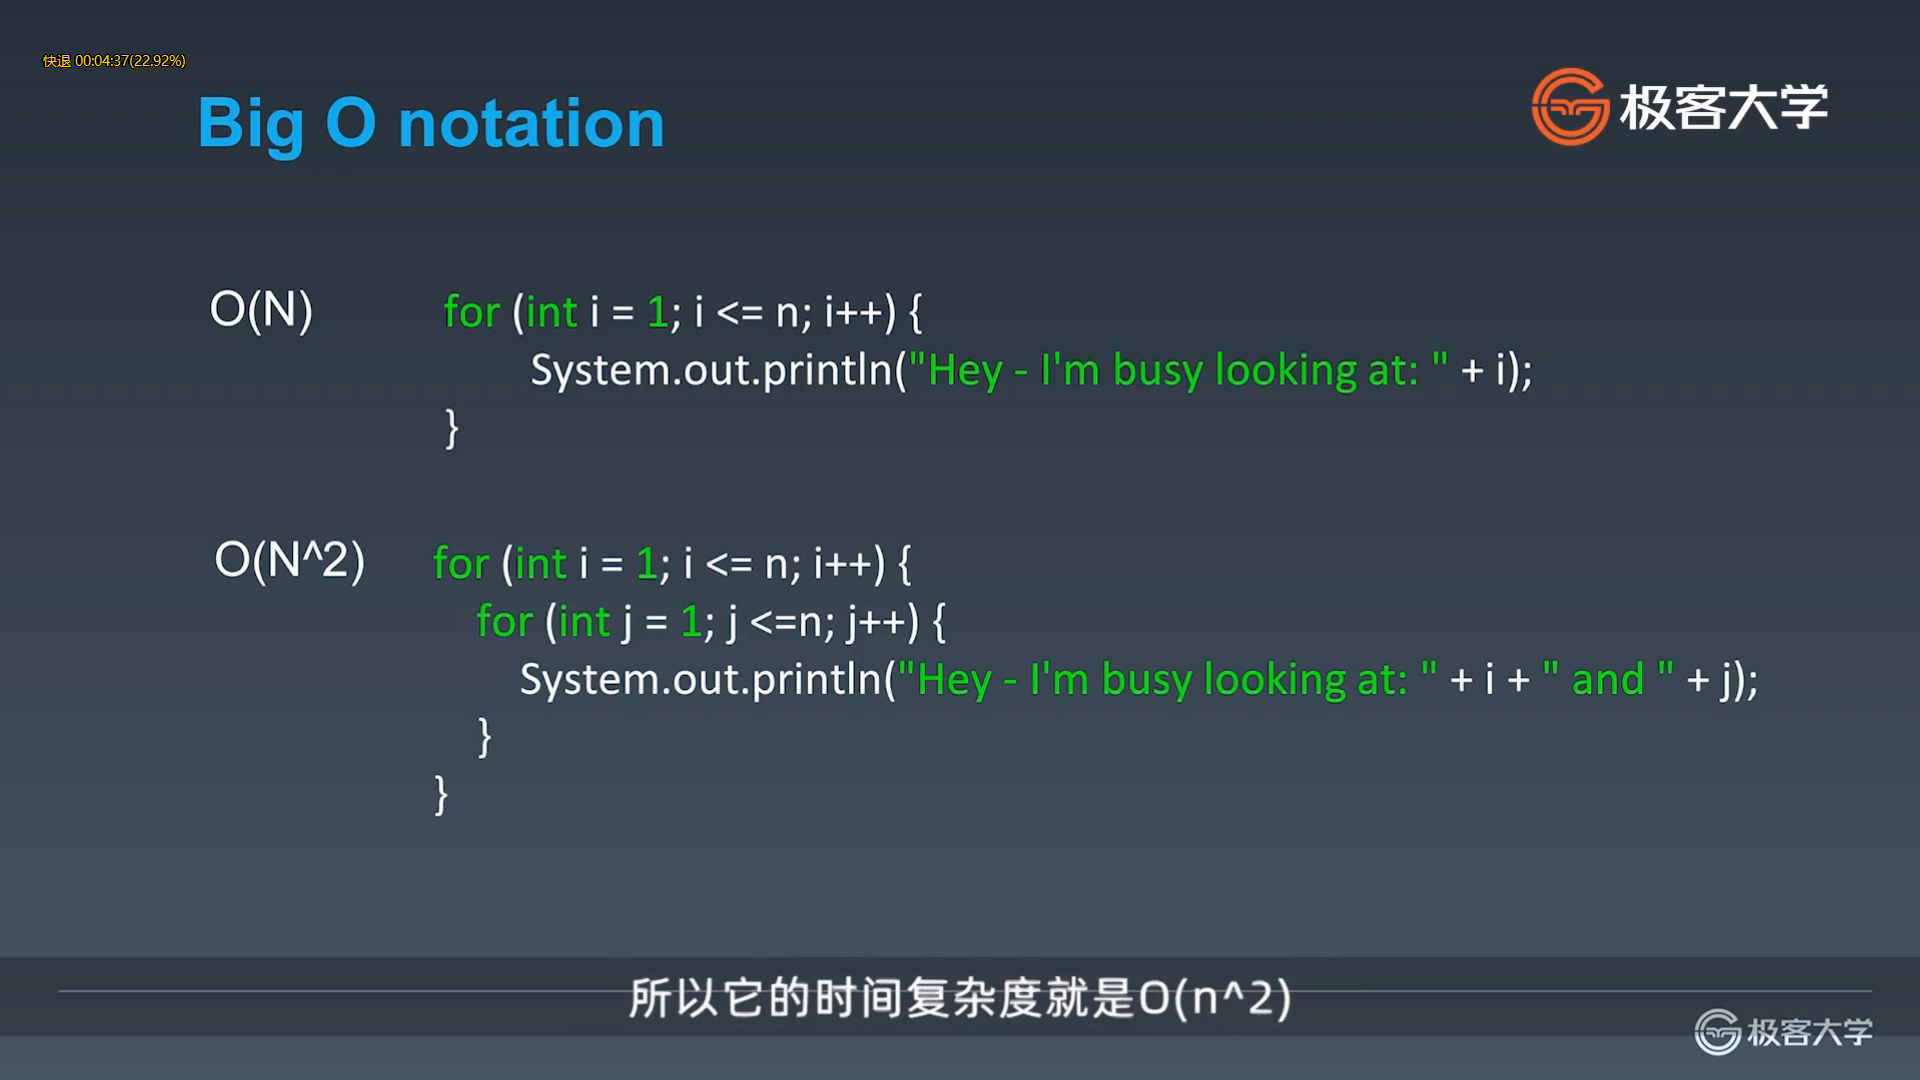 快退 00:04:37(22.92%)
Big O notation
极客大学
O(N)
for (int i = 1; i <= n; i++) {
System.out.println("Hey - I'm busy looking at: " + i);
}
O(N^2)
for (int i = 1; i <= n; i++) {
for (int j = 1; j <=n; j++) {
System.out.println("Hey - I'm busy looking at: " + i + " and " + j);
}
}
所以它的时间复杂度就是O(n^2)
极客大学